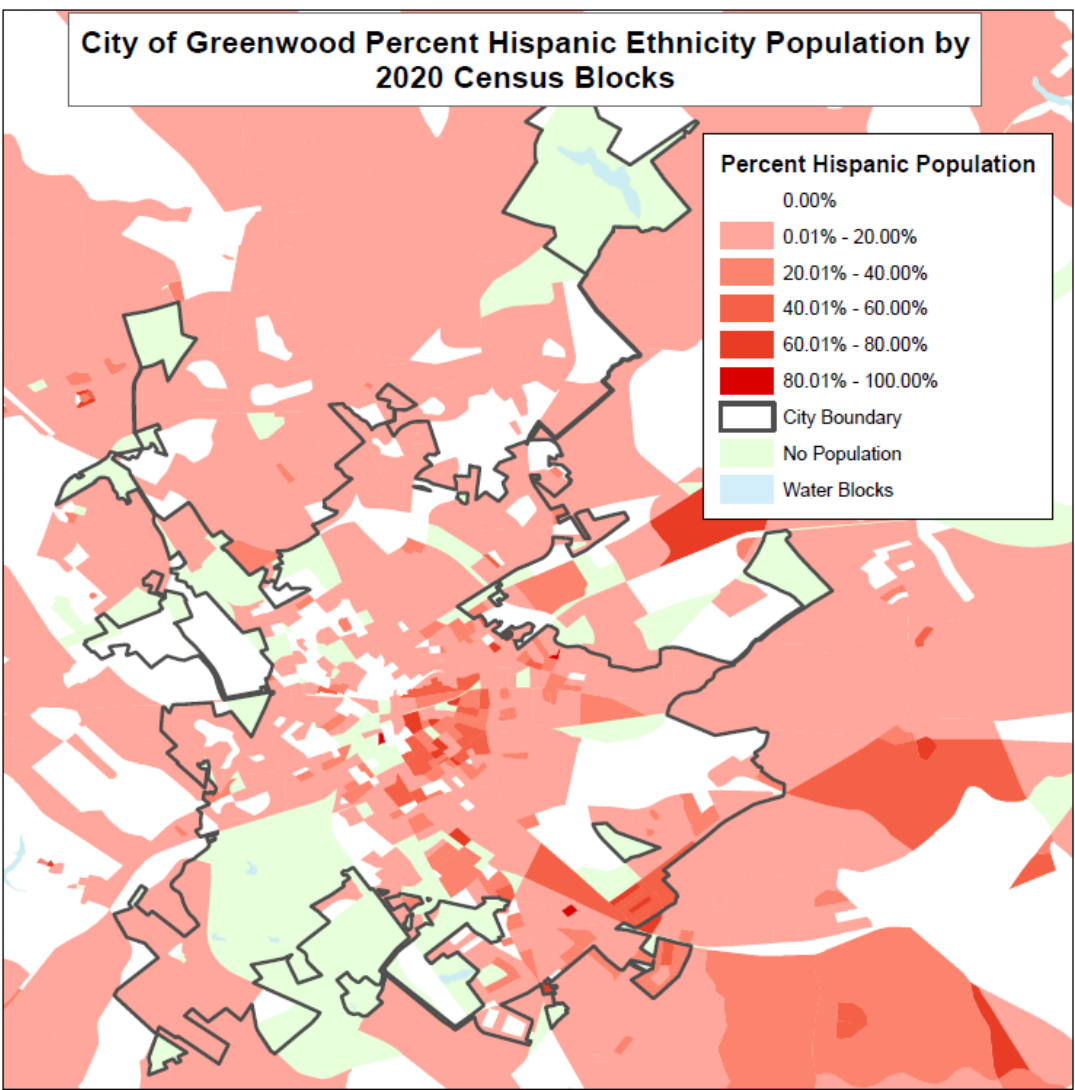 City of Greenwood Percent Hispanic Ethnicity Population by
2020 Census Blocks
Percent Hispanic Population
0.00%
0.01% - 20.00%
20.01% - 40.00%
40.01% - 60.00%
60.01% - 80.00%
80.01% - 100.00%
City Boundary
No Population
Water Blocks